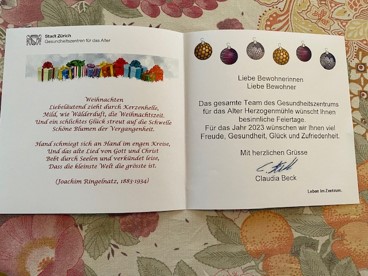 Stadt Zürich
Gesundheitszentren für das Alter
Weihnachten
Liebeläutend zieht durch Kerzenhelle,
Mild, wie Wälderduft, die Weihnachtszeit,
Und ein schlichtes Glück streut auf die Schwelle
Schöne Blumen der Vergangenheit.
Hand schmiegt sich an Hand im engen Kreise,
Und das alte Lied von Gott und Christ
Bebt durch Seelen und verkündet leise,
Dass die kleinste Welt die grösste ist.
(Joachim Ringelnatz, 1883-1934)
Liebe Bewohnerinnen
Liebe Bewohner
Das gesamte Team des Gesundheitszentrums
für das Alter Herzogenmühle wünscht Ihnen
besinnliche Feiertage.
Für das Jahr 2023 wünschen wir Ihnen viel
Freude, Gesundheit, Glück und Zufriedenheit.
Mit herzlichen Grüsse
Claudia Beck
Leben im Zentrum.